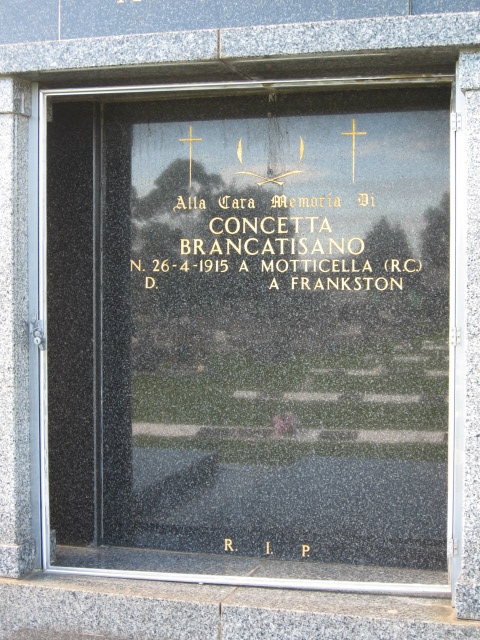 Alla Cara Memoria Di
CONCETTA
BRANCATISANO
N. 26-4-1915 A MOTTICELLA (R.C.)
D. A FRANKSTON
R. I. P.